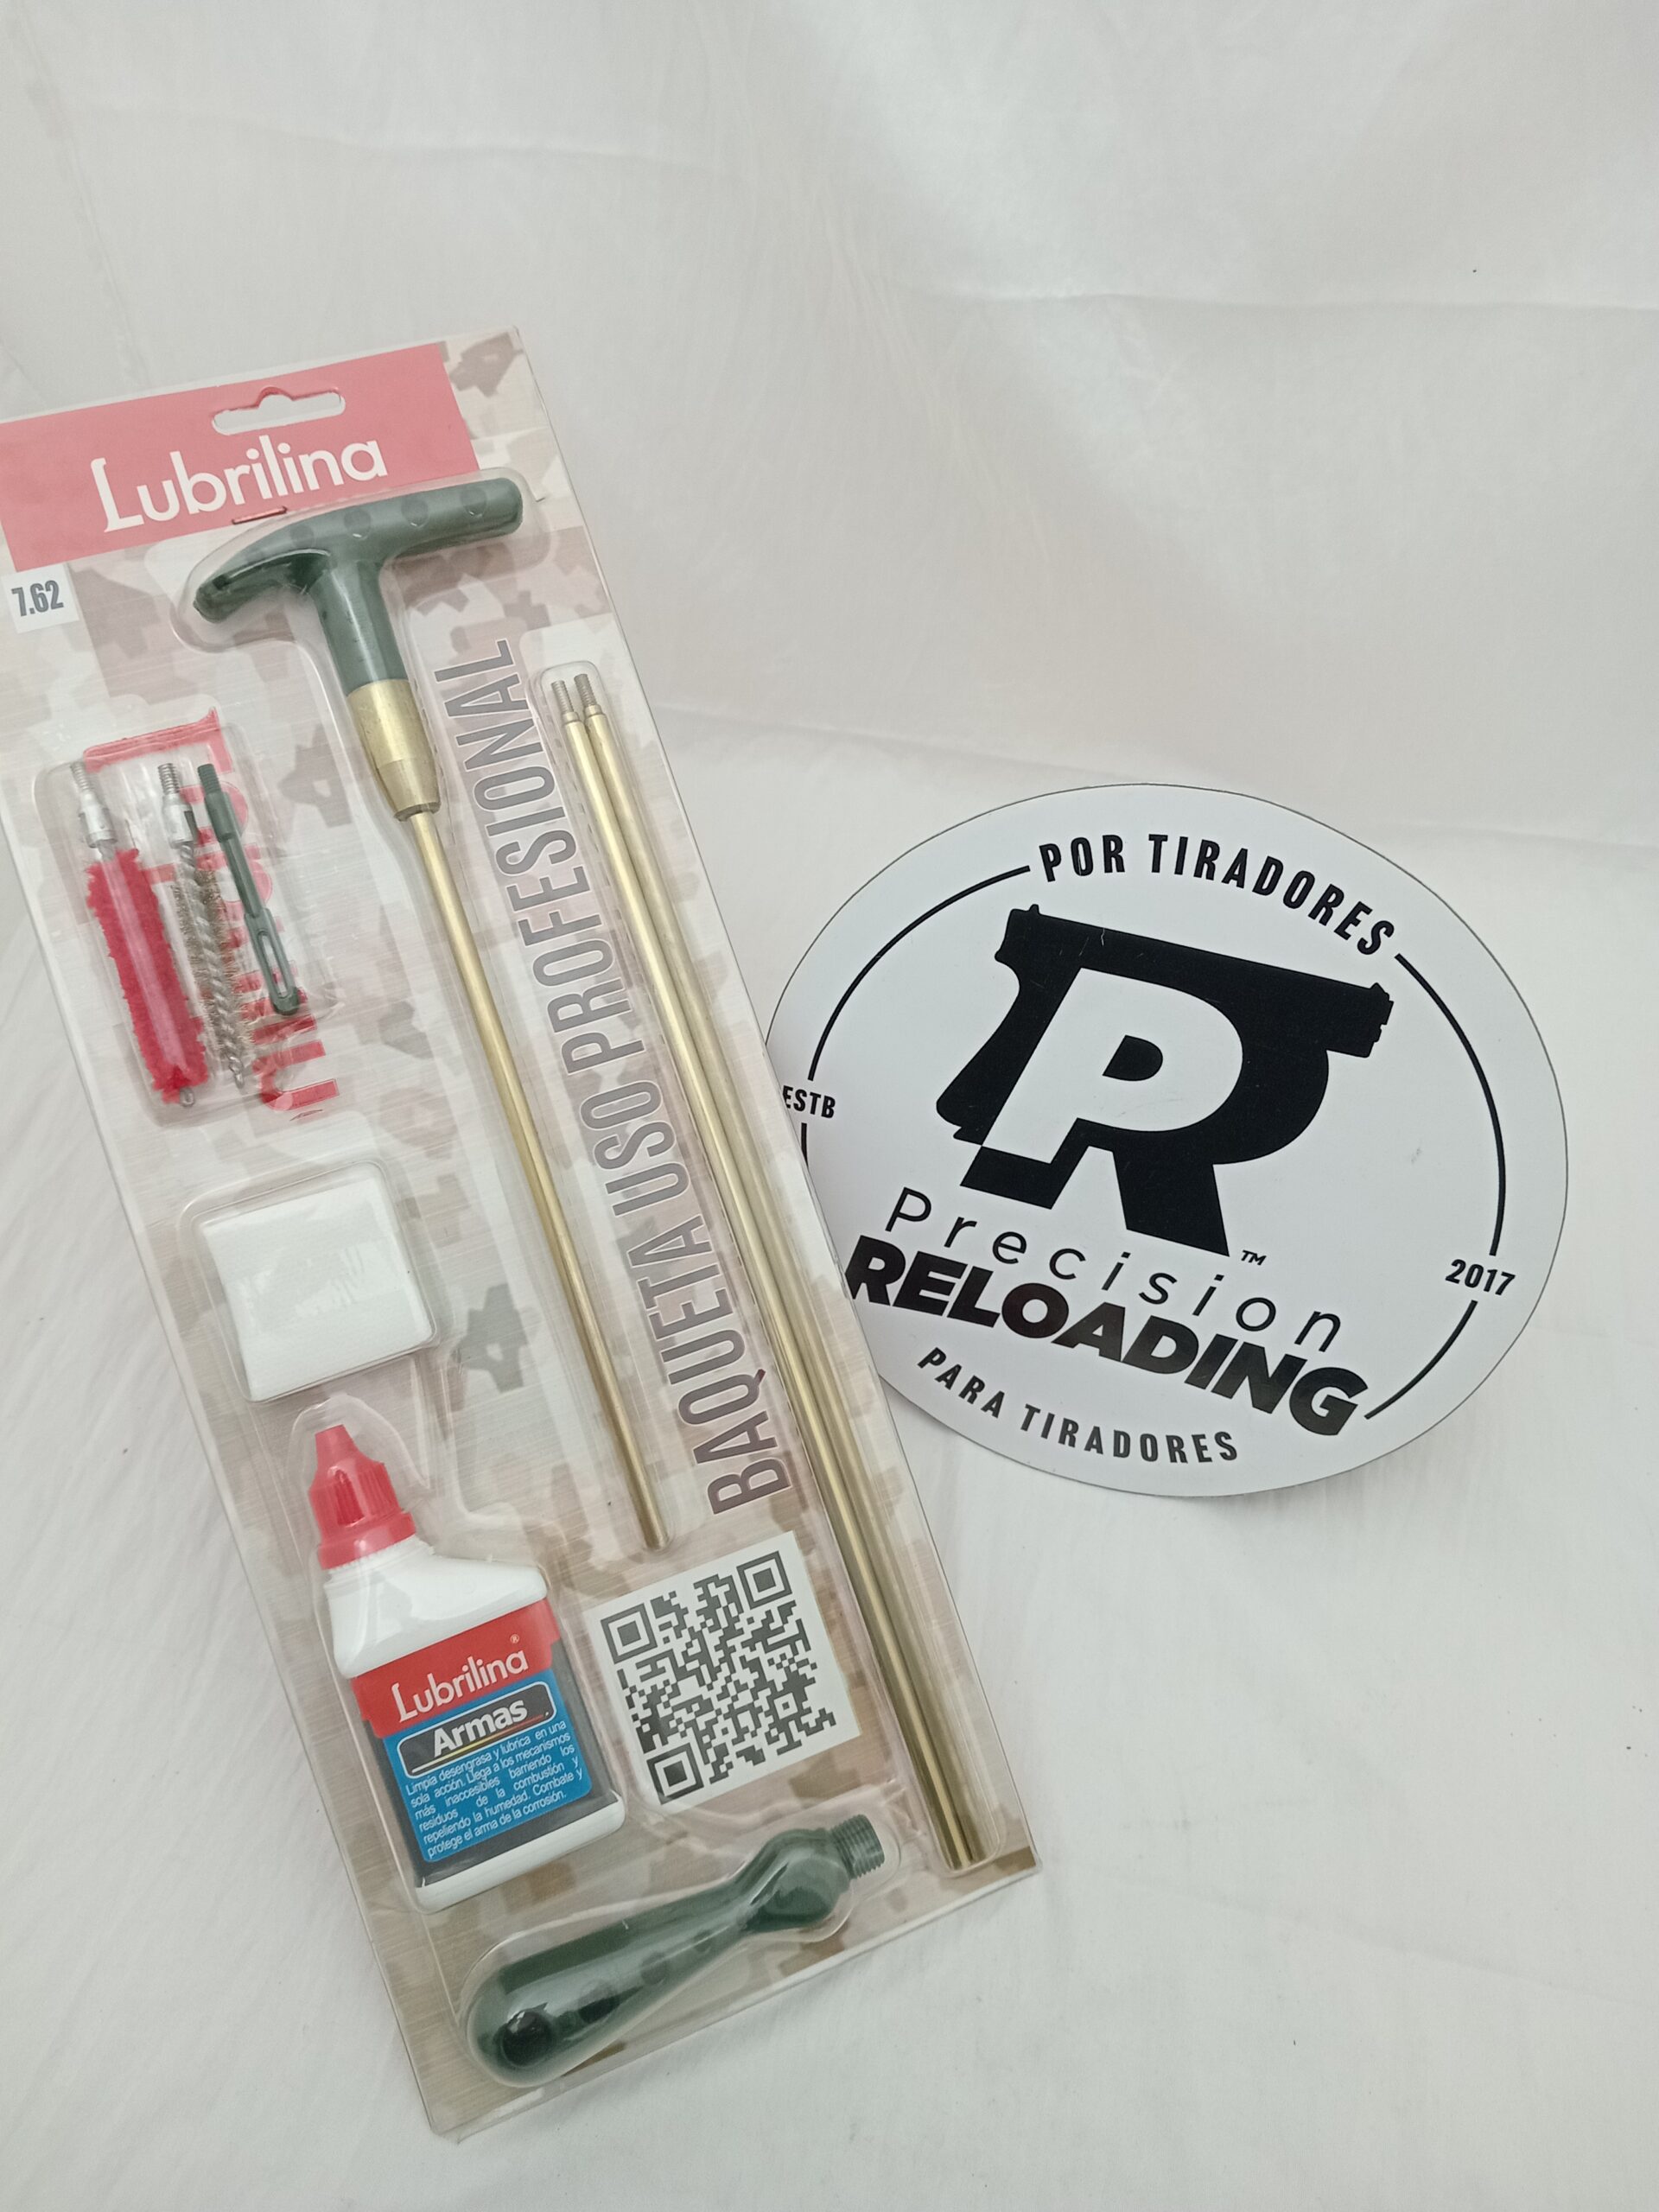 Lubrilina
7.62
BAQUETA USO PROFESIONAL
Lubrilina®
Armas
Limpia desengrasa y lubrica en una
sola acción. Llega a los mecanismos
más inaccesibles barriendo los
residuos de la combustión y
repeliendo la humedad. Combate y
protege el arma de la corrosión.
POR TIRADORES
ESTB
2017
PR™
Precision
RELOADING
PARA TIRADORES